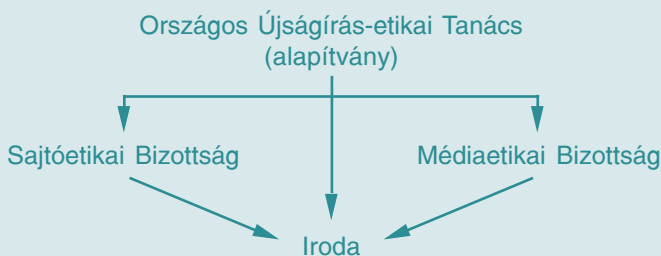 Országos Újságírás-etikai Tanács
(alapítvány)
Sajtóetikai Bizottság
Médiaetikai Bizottság
Iroda